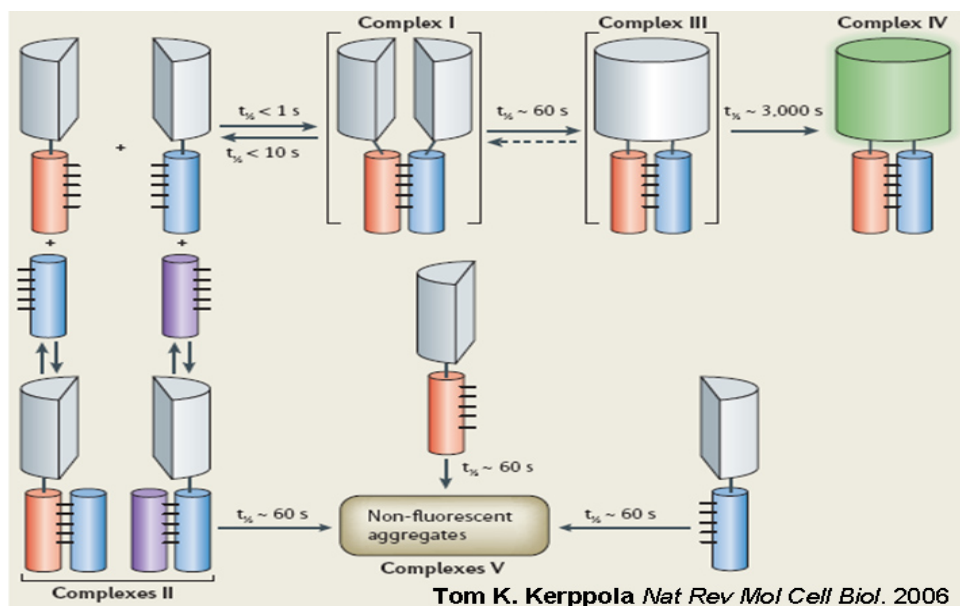 Complex I
Complex III
Complex IV
t½ < 1 s
t½ < 10 s
t½ ~ 60 s
t½ ~ 3,000 s
+
+
+
t½ ~ 60 s
t½ ~ 60 s
t½ ~ 60 s
Non-fluorescent
aggregates
Complexes II
Complexes V
Tom K. Kerppola Nat Rev Mol Cell Biol. 2006